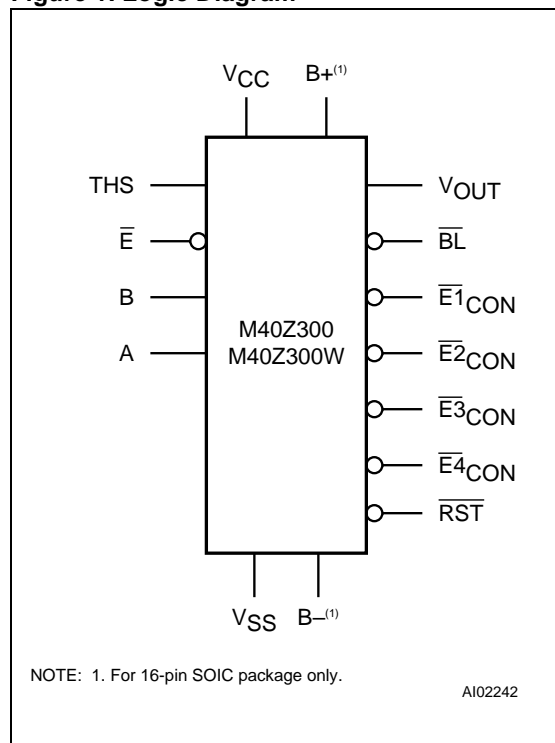 Figure 1. Logic Diagram
VCC B+(1)
THS VOUT
E BL
B E1CON
M40Z300
A M40Z300W E2CON
E3CON
E4CON
RST
VSS B–(1)
NOTE: 1. For 16-pin SOIC package only.
AI02242